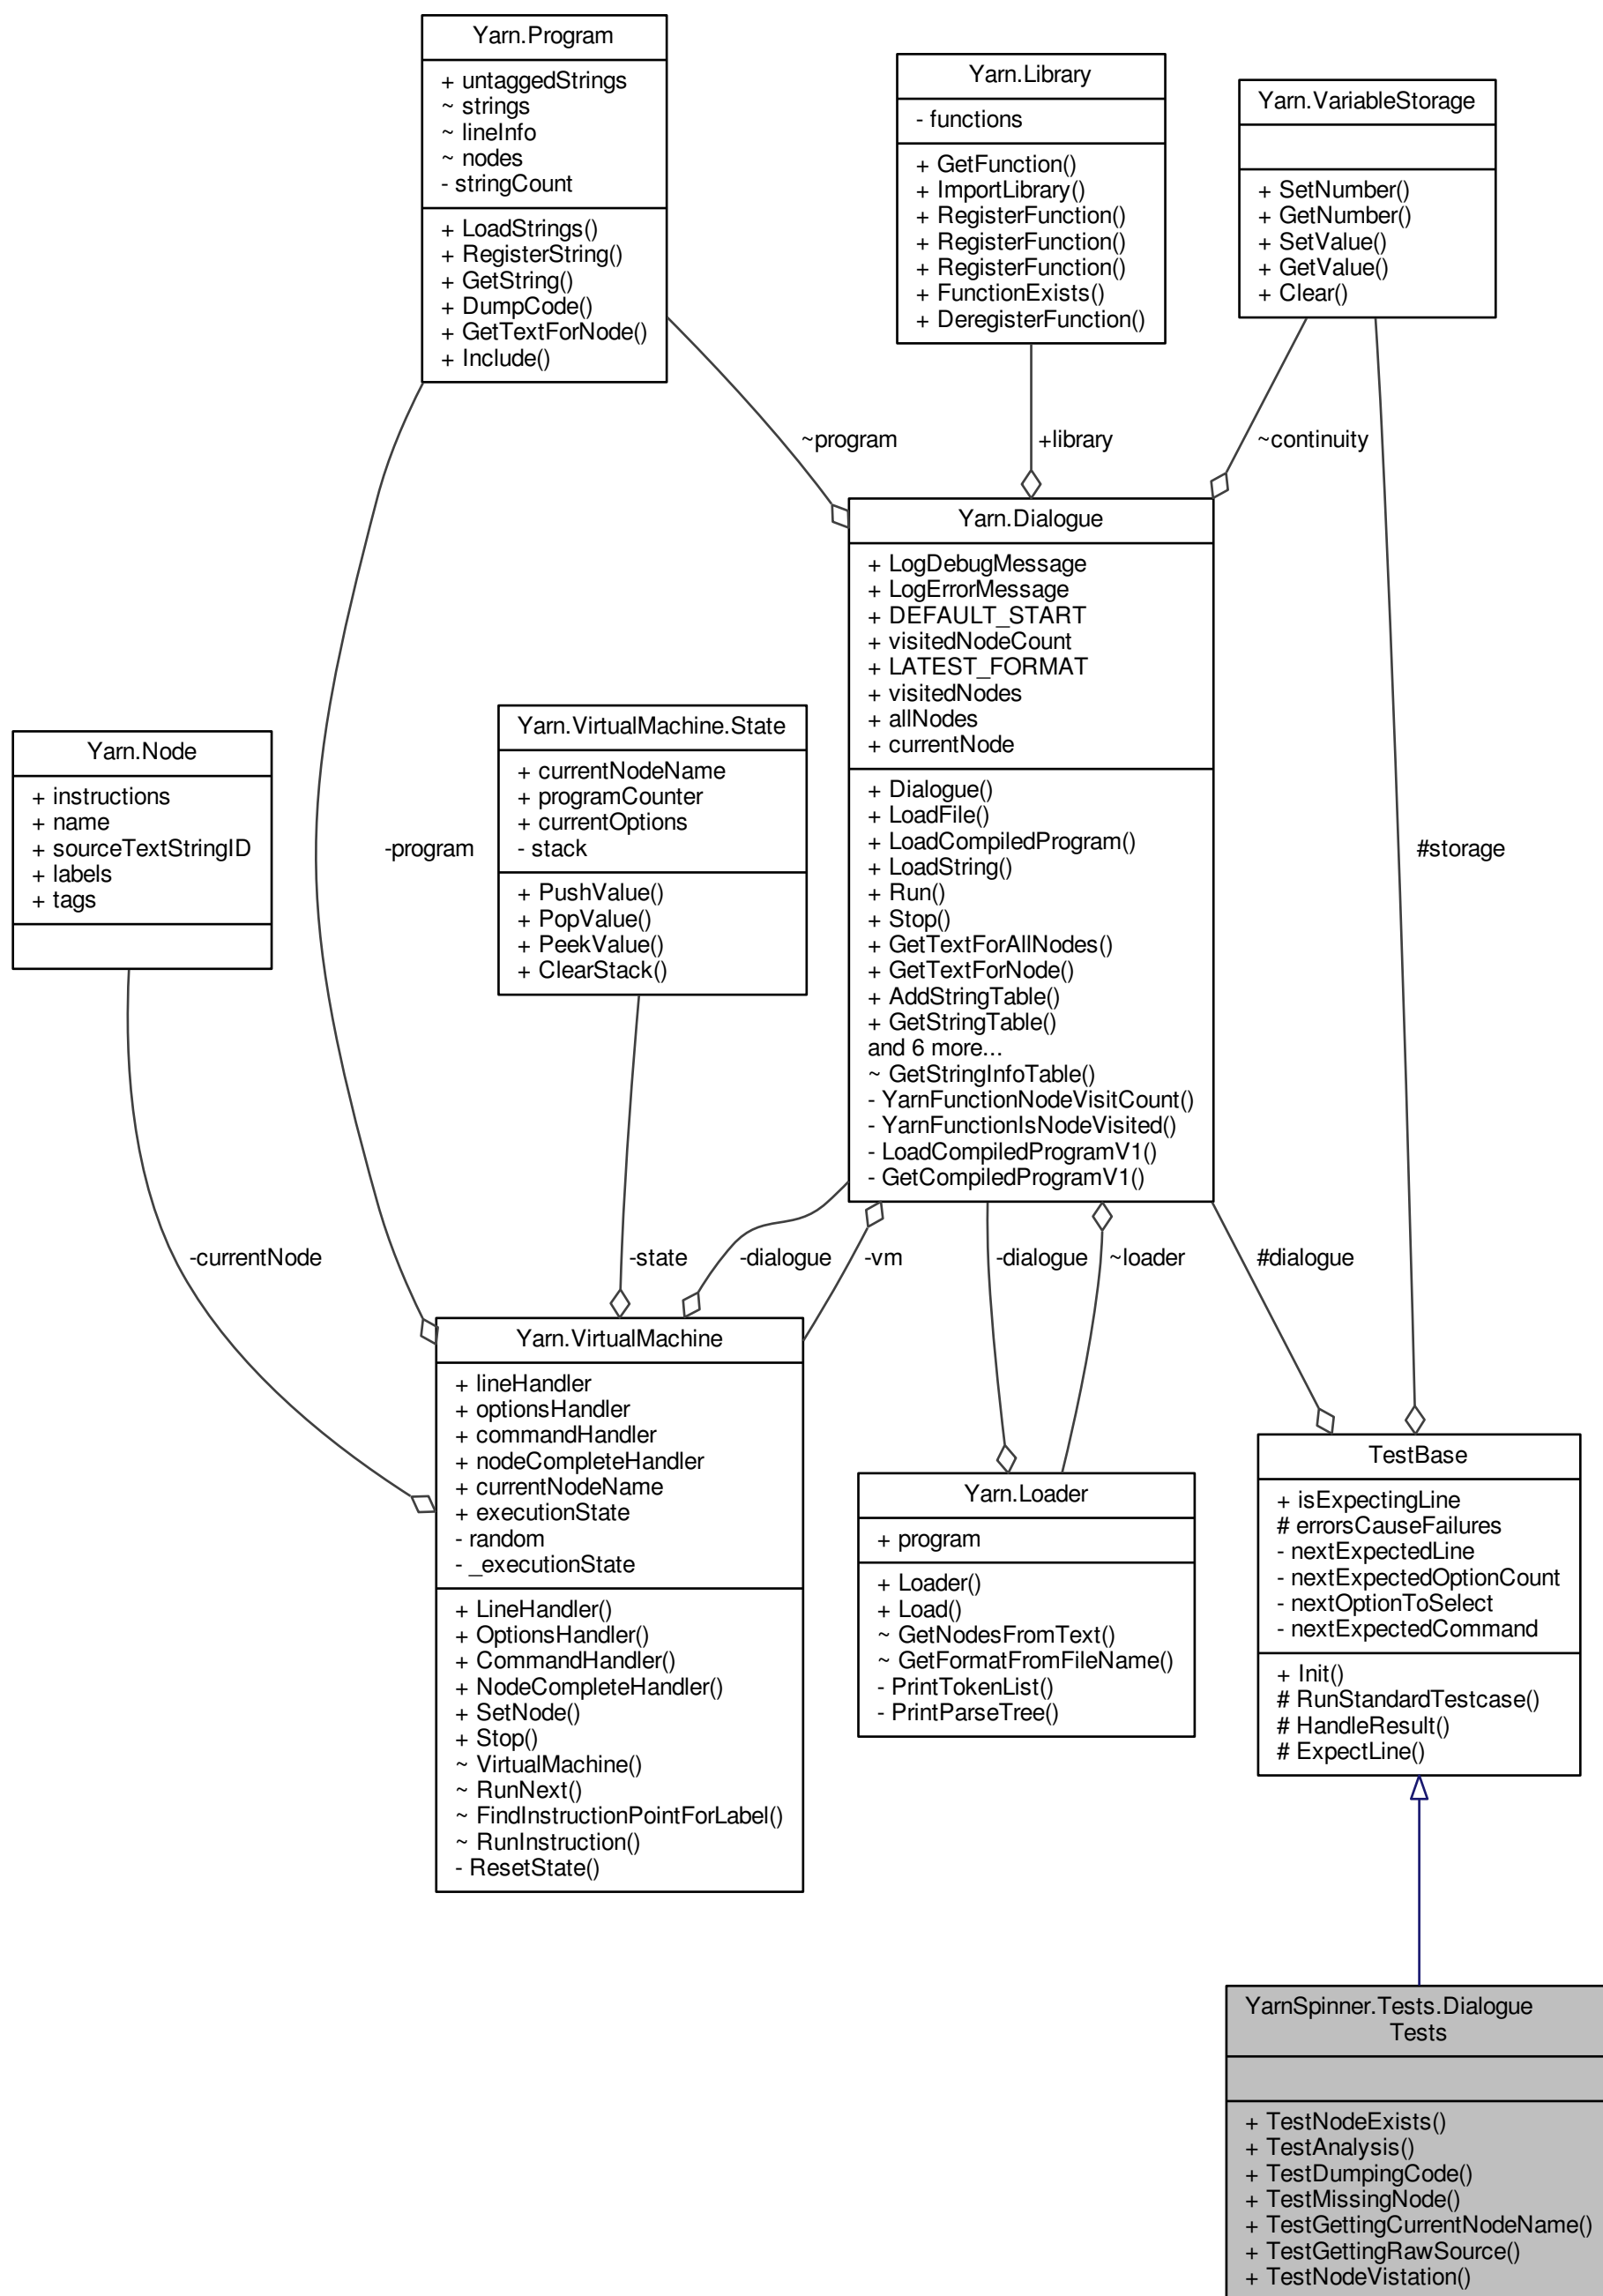 Yarn.Program
+ untaggedStrings
~ strings
~ lineInfo
~ nodes
- stringCount
+ LoadStrings()
+ RegisterString()
+ GetString()
+ DumpCode()
+ GetTextForNode()
+ Include()
Yarn.Library
- functions
+ GetFunction()
+ ImportLibrary()
+ RegisterFunction()
+ RegisterFunction()
+ RegisterFunction()
+ FunctionExists()
+ DeregisterFunction()
Yarn.VariableStorage
+ SetNumber()
+ GetNumber()
+ SetValue()
+ GetValue()
+ Clear()
~program
+library
~continuity
Yarn.Dialogue
+ LogDebugMessage
+ LogErrorMessage
+ DEFAULT_START
+ visitedNodeCount
+ LATEST_FORMAT
+ visitedNodes
+ allNodes
+ currentNode
+ Dialogue()
+ LoadFile()
+ LoadCompiledProgram()
+ LoadString()
+ Run()
+ Stop()
+ GetTextForAllNodes()
+ GetTextForNode()
+ AddStringTable()
+ GetStringTable()
and 6 more...
~ GetStringInfoTable()
- YarnFunctionNodeVisitCount()
- YarnFunctionIsNodeVisited()
- LoadCompiledProgramV1()
- GetCompiledProgramV1()
Yarn.VirtualMachine.State
+ currentNodeName
+ programCounter
+ currentOptions
- stack
+ PushValue()
+ PopValue()
+ PeekValue()
+ ClearStack()
Yarn.Node
+ instructions
+ name
+ sourceTextStringID
+ labels
+ tags
-program
#storage
-currentNode
-state
-dialogue
-vm
-dialogue
~loader
#dialogue
Yarn.VirtualMachine
+ lineHandler
+ optionsHandler
+ commandHandler
+ nodeCompleteHandler
+ currentNodeName
+ executionState
- random
- _executionState
+ LineHandler()
+ OptionsHandler()
+ CommandHandler()
+ NodeCompleteHandler()
+ SetNode()
+ Stop()
~ VirtualMachine()
~ RunNext()
~ FindInstructionPointForLabel()
~ RunInstruction()
- ResetState()
Yarn.Loader
+ program
+ Loader()
+ Load()
~ GetNodesFromText()
~ GetFormatFromFileName()
- PrintTokenList()
- PrintParseTree()
TestBase
+ isExpectingLine
# errorsCauseFailures
- nextExpectedLine
- nextExpectedOptionCount
- nextOptionToSelect
- nextExpectedCommand
+ Init()
# RunStandardTestcase()
# HandleResult()
# ExpectLine()
YarnSpinner.Tests.Dialogue
Tests
+ TestNodeExists()
+ TestAnalysis()
+ TestDumpingCode()
+ TestMissingNode()
+ TestGettingCurrentNodeName()
+ TestGettingRawSource()
+ TestNodeVistation()